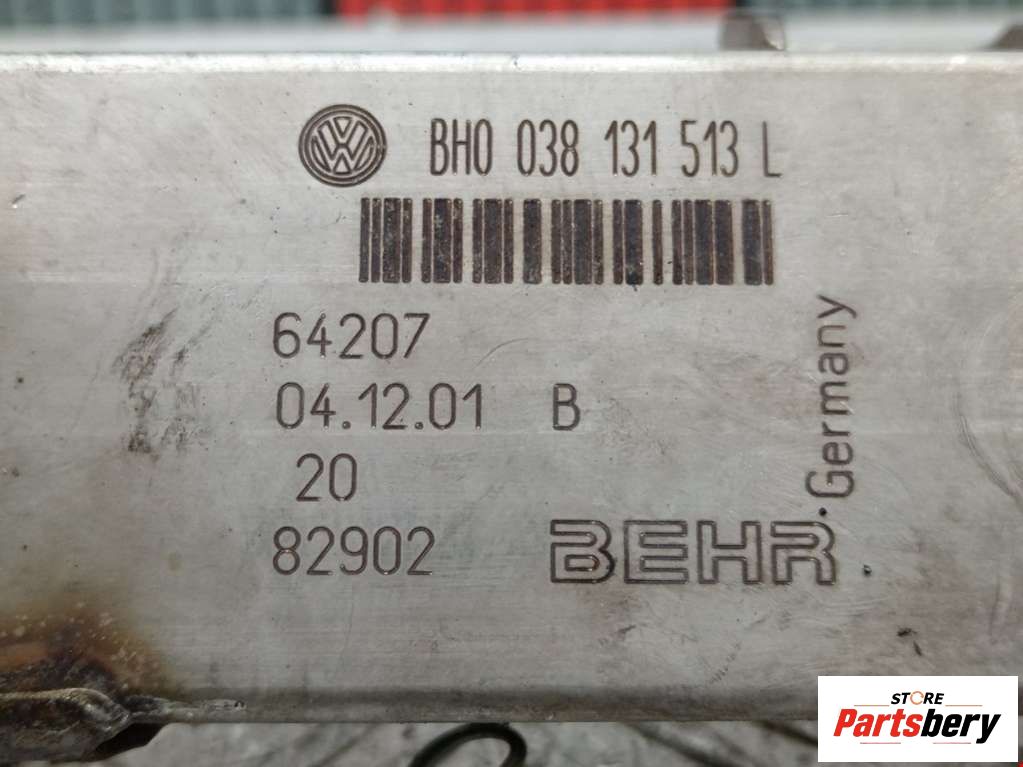 BH0 038 131 513 L
64207
04.12.01 B
20
82902
BEHR
Germany
STORE
Partsbery